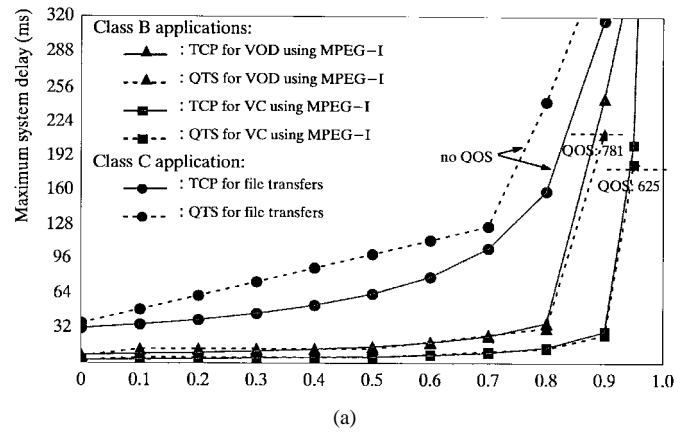 320
288
256
224
192
160
128
96
64
32
Maximum system delay (ms)
Class B applications:
: TCP for VOD using MPEG−I
: QTS for VOD using MPEG−I
: TCP for VC using MPEG−I
: QTS for VC using MPEG−I
Class C application:
: TCP for file transfers
: QTS for file transfers
no QOS
QOS: 781
QOS: 625
0 0.1 0.2 0.3 0.4 0.5 0.6 0.7 0.8 0.9 1.0
(a)